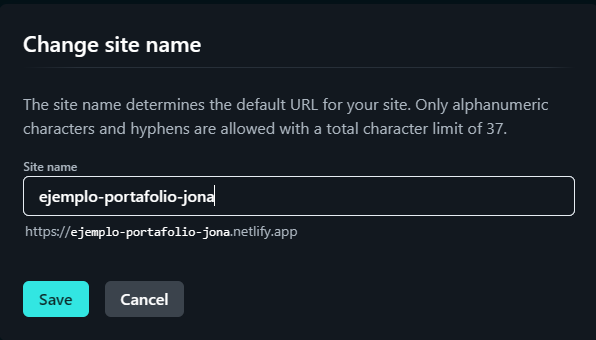 Change site name
The site name determines the default URL for your site. Only alphanumeric
characters and hyphens are allowed with a total character limit of 37.
Site name
ejemplo-portafolio-jona
https://ejemplo-portafolio-jona.netlify.app
Save Cancel